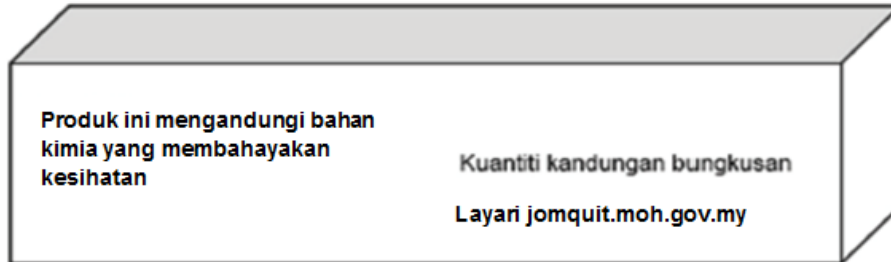 Produk ini mengandungi bahan
kimia yang membahayakan
kesihatan
Kuantiti kandungan bungkusan
Layari jomquit.moh.gov.my